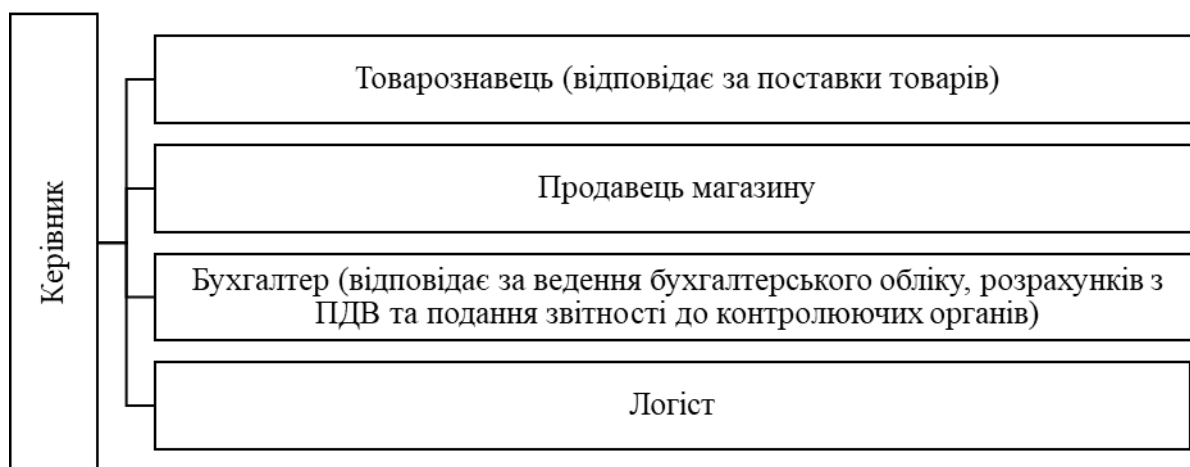 Керівник
Товарознавець (відповідає за поставки товарів)
Продавець магазину
Бухгалтер (відповідає за ведення бухгалтерського обліку, розрахунків з
ПДВ та подання звітності до контролюючих органів)
Логіст